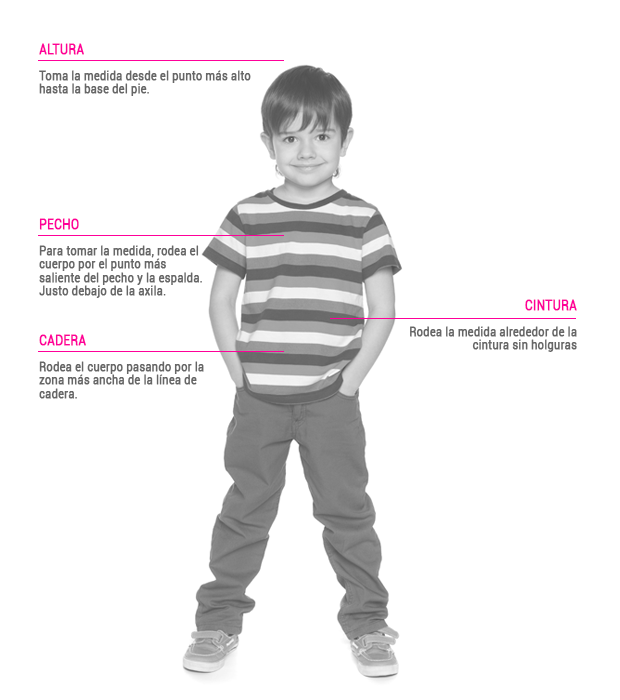 ALTURA
Toma la medida desde el punto más alto
hasta la base del pie.
PECHO
Para tomar la medida, rodea el
cuerpo por el punto más
saliente del pecho y la espalda.
Justo debajo de la axila.
CINTURA
Rodea la medida alrededor de la
cintura sin holguras
CADERA
Rodea el cuerpo pasando por la
zona más ancha de la línea de
cadera.